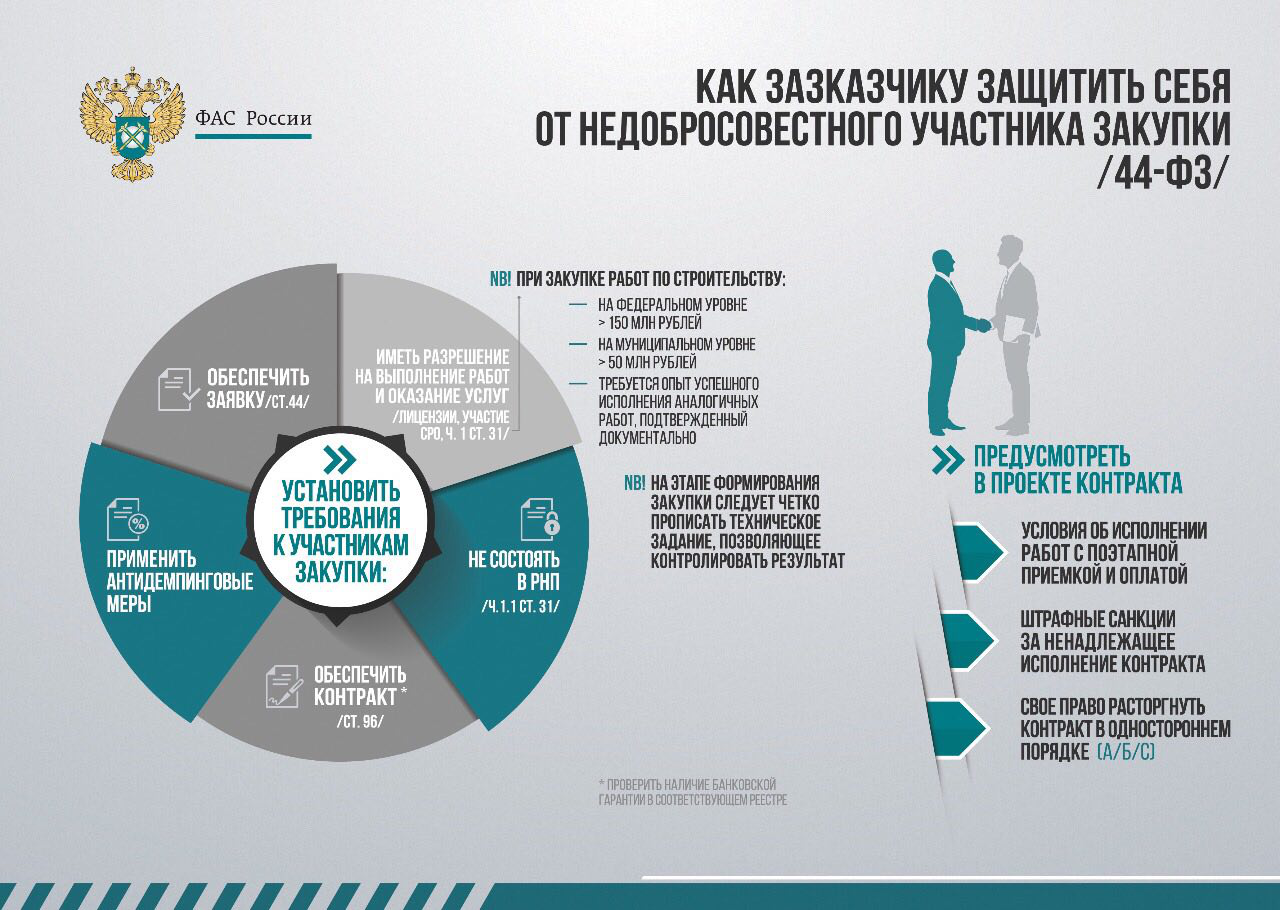 ФАС России
КАК ЗАЗКАЗЧИКУ ЗАЩИТИТЬ СЕБЯ
ОТ НЕДОБРОСОВЕСТНОГО УЧАСТНИКА ЗАКУПКИ
/44-ФЗ/
ОБЕСПЕЧИТЬ
ЗАЯВКУ/СТ.44/
ИМЕТЬ РАЗРЕШЕНИЕ
НА ВЫПОЛНЕНИЕ РАБОТ
И ОКАЗАНИЕ УСЛУГ
/ЛИЦЕНЗИИ, УЧАСТИЕ
СРО, Ч. 1 СТ. 31/
УСТАНОВИТЬ
ТРЕБОВАНИЯ
К УЧАСТНИКАМ
ЗАКУПКИ:
ПРИМЕНИТЬ
АНТИДЕМПИНГОВЫЕ
МЕРЫ
%
НЕ СОСТОЯТЬ
В РНП
/Ч.1.1 СТ. 31/
ОБЕСПЕЧИТЬ
КОНТРАКТ*
/СТ. 96/
NB! ПРИ ЗАКУПКЕ РАБОТ ПО СТРОИТЕЛЬСТВУ:
— НА ФЕДЕРАЛЬНОМ УРОВНЕ
> 150 МЛН РУБЛЕЙ
— НА МУНИЦИПАЛЬНОМ УРОВНЕ
> 50 МЛН РУБЛЕЙ
— ТРЕБУЕТСЯ ОПЫТ УСПЕШНОГО
ИСПОЛНЕНИЯ АНАЛОГИЧНЫХ
РАБОТ, ПОДТВЕРЖДЕННЫЙ
ДОКУМЕНТАЛЬНО
NB! НА ЭТАПЕ ФОРМИРОВАНИЯ
ЗАКУПКИ СЛЕДУЕТ ЧЕТКО
ПРОПИСАТЬ ТЕХНИЧЕСКОЕ
ЗАДАНИЕ, ПОЗВОЛЯЮЩЕЕ
КОНТРОЛИРОВАТЬ РЕЗУЛЬТАТ
* ПРОВЕРИТЬ НАЛИЧИЕ БАНКОВСКОЙ
ГАРАНТИИ В СООТВЕТСТВУЮЩЕМ РЕЕСТРЕ
ПРЕДУСМОТРЕТЬ
В ПРОЕКТЕ КОНТРАКТА
УСЛОВИЯ ОБ ИСПОЛНЕНИИ
РАБОТ С ПОЭТАПНОЙ
ПРИЕМКОЙ И ОПЛАТОЙ
ШТРАФНЫЕ САНКЦИИ
ЗА НЕНАДЛЕЖАЩЕЕ
ИСПОЛНЕНИЕ КОНТРАКТА
СВОЕ ПРАВО РАСТОРГНУТЬ
КОНТРАКТ В ОДНОСТОРОННЕМ
ПОРЯДКЕ (А/Б/С)